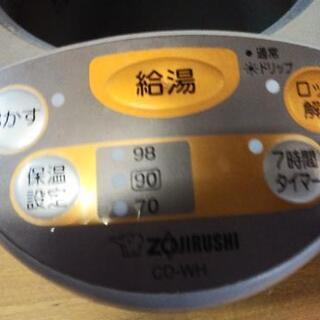 給湯
●通常
※ドリップ
かす
ロッ
解
98
90
70
保温
設定
7時間
タイマー
ZOJIRUSHI
CD-WH